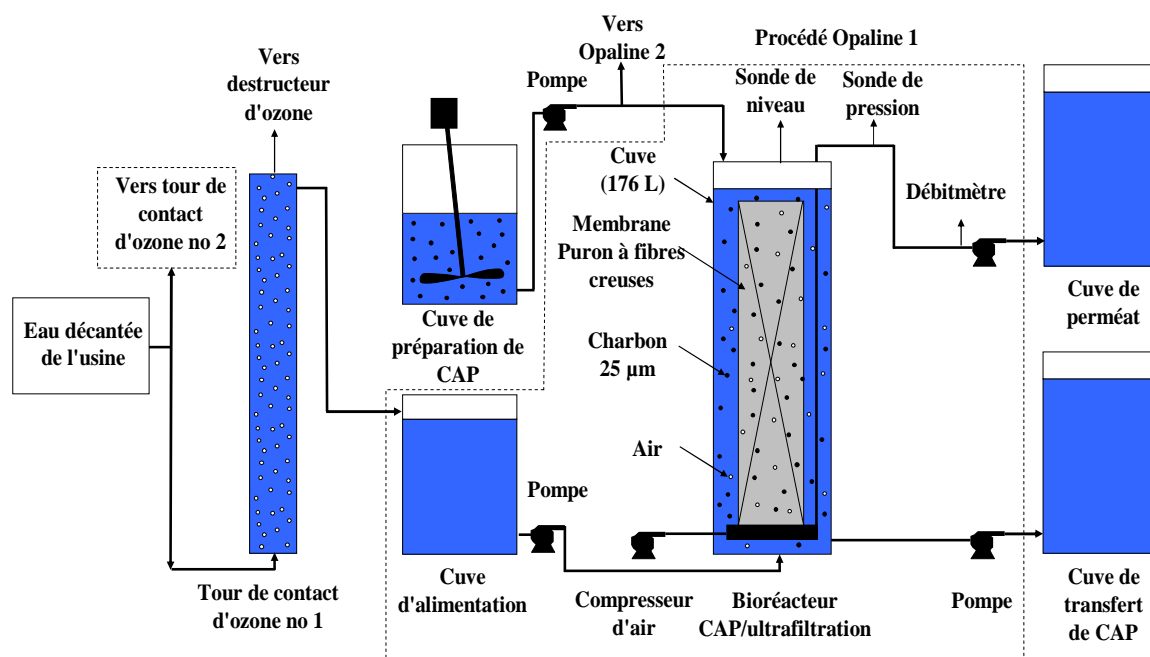 Vers
destructeur
d'ozone
Vers tour de
contact
d'ozone no 2
Eau décantée
de l'usine
Tour de contact
d'ozone no 1
Cuve de
préparation de
CAP
Pompe
Vers
Opaline 2
Procédé Opaline 1
Sonde de
niveau
Sonde de
pression
Cuve
(176 L)
Membrane
Puron à fibres
creuses
Charbon
25 µm
Air
Débitmètre
Cuve de
perméat
Cuve
d'alimentation
Pompe
Compresseur
d'air
Bioréacteur
CAP/ultrafiltration
Pompe
Cuve de
transfert
de CAP